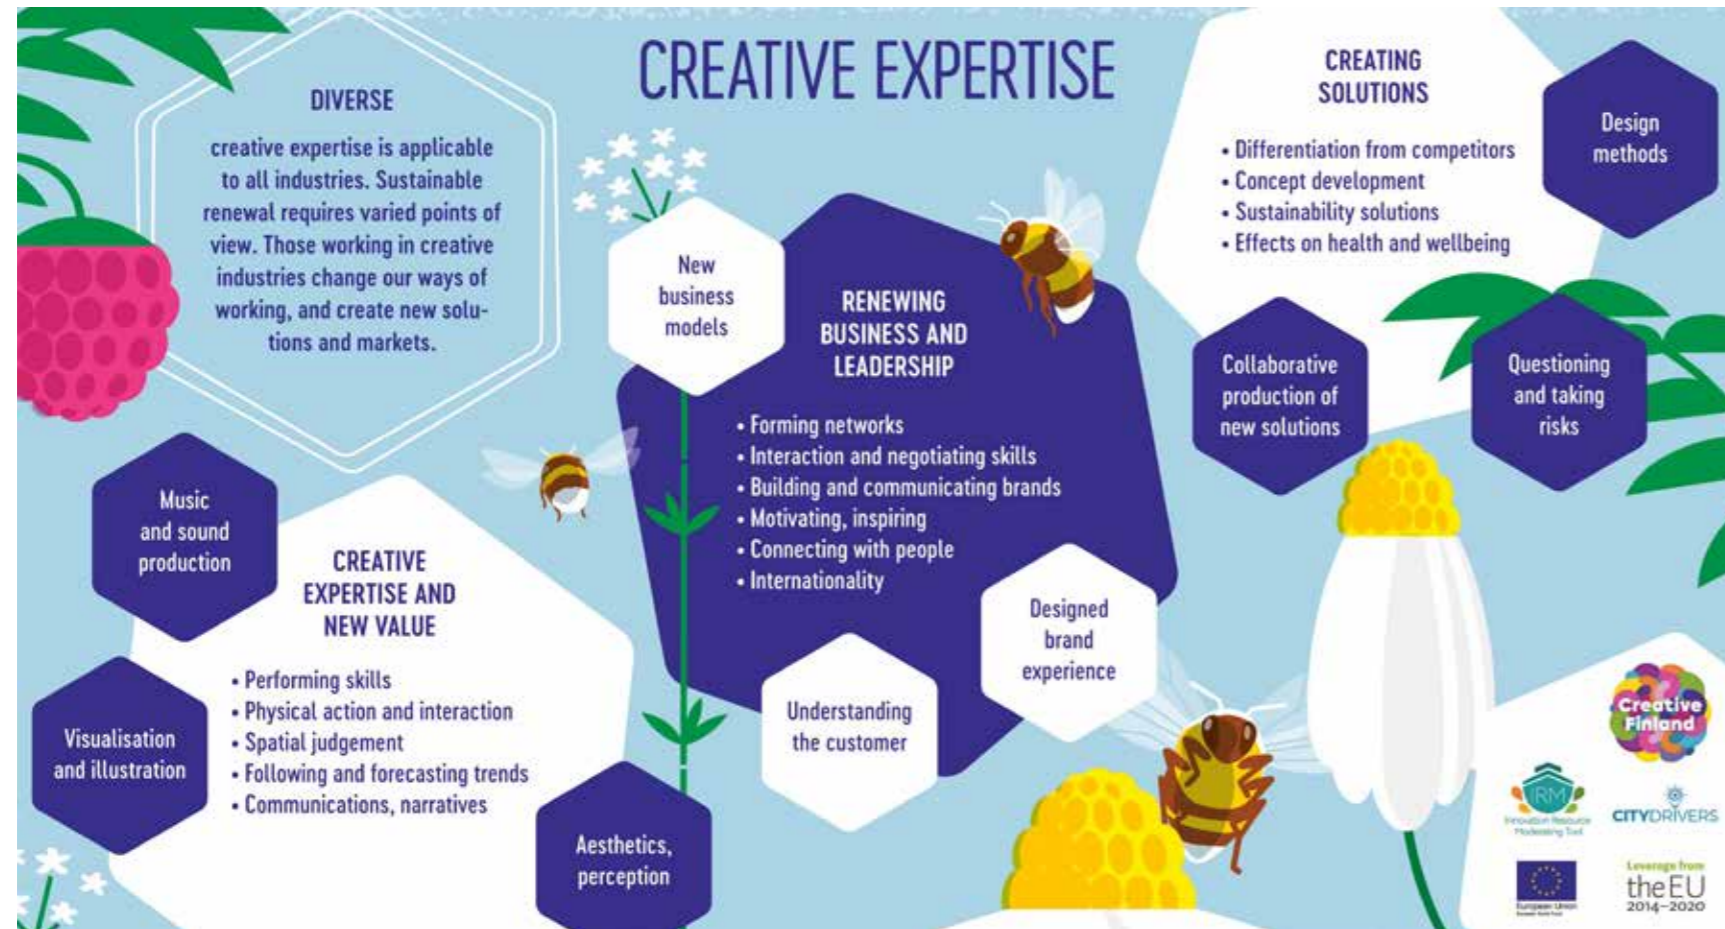 CREATIVE EXPERTISE
DIVERSE
creative expertise is applicable
to all industries. Sustainable
renewal requires varied points of
view. Those working in creative
industries change our ways of
working, and create new solu-
tions and markets.
New
business
models
RENEWING
BUSINESS AND
LEADERSHIP
• Forming networks
• Interaction and negotiating skills
• Building and communicating brands
• Motivating, inspiring
• Connecting with people
• Internationality
Designed
brand
experience
Understanding
the customer
CREATING
SOLUTIONS
• Differentiation from competitors
• Concept development
• Sustainability solutions
• Effects on health and wellbeing
Design
methods
Collaborative
production of
new solutions
Questioning
and taking
risks
Music
and sound
production
CREATIVE
EXPERTISE AND
NEW VALUE
• Performing skills
• Physical action and interaction
• Spatial judgement
• Following and forecasting trends
• Communications, narratives
Visualisation
and illustration
Aesthetics,
perception
Creative
Finland
IRM
Innovation Resource
Moderating Tool
CITYDRIVERS
European Union
Leverage from
the EU
2014–2020